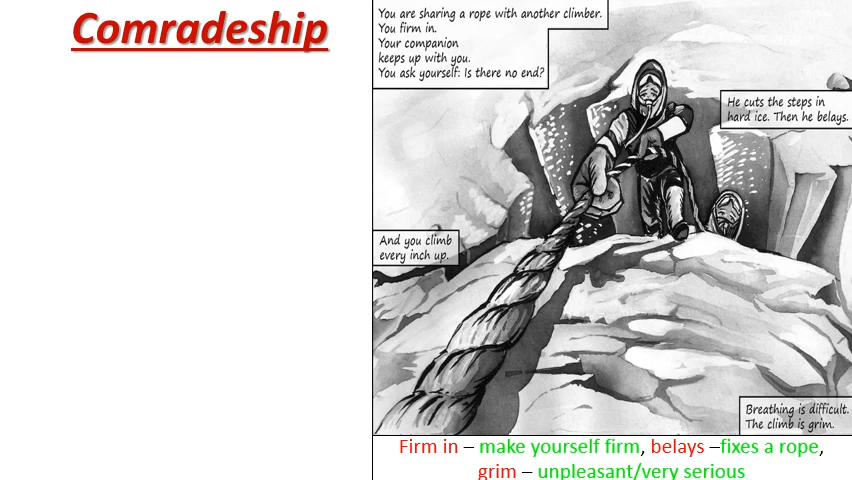 Comradeship
You are sharing a rope with another climber.
You firm in.
Your companion
keeps up with you.
You ask yourself: Is there no end?
He cuts the steps in
hard ice. Then he belays.
And you climb
every inch up.
Breathing is difficult.
The climb is grim.
Firm in – make yourself firm, belays –fixes a rope,
grim – unpleasant/very serious